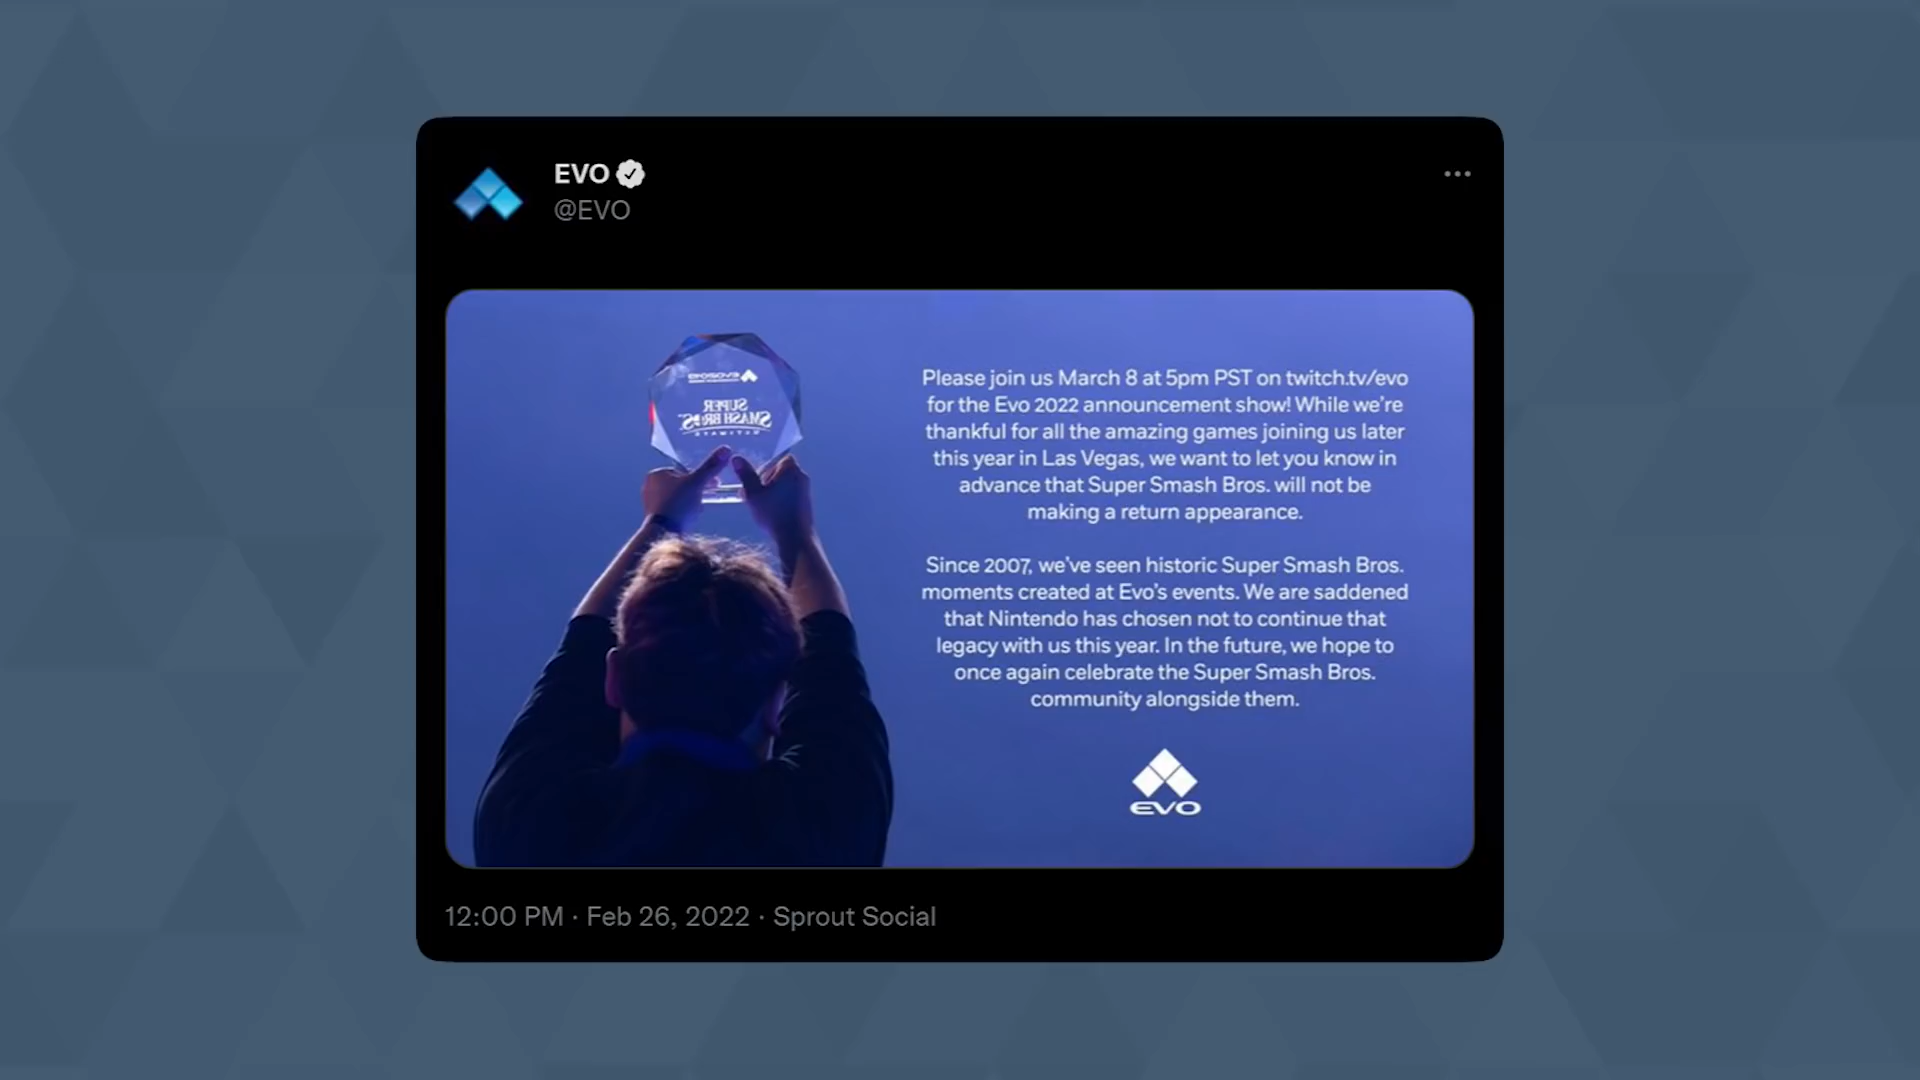 EVO
@EVO
SUPER
SMASH BROS
ULTIMATE
Please join us March 8 at 5pm PST on twitch.tv/evo
for the Evo 2022 announcement show! While we're
thankful for all the amazing games joining us later
this year in Las Vegas, we want to let you know in
advance that Super Smash Bros. will not be
making a return appearance.
Since 2007, we've seen historic Super Smash Bros.
moments created at Evo's events. We are saddened
that Nintendo has chosen not to continue that
legacy with us this year. In the future, we hope to
once again celebrate the Super Smash Bros.
community alongside them.
EVO
12:00 PM · Feb 26, 2022 · Sprout Social